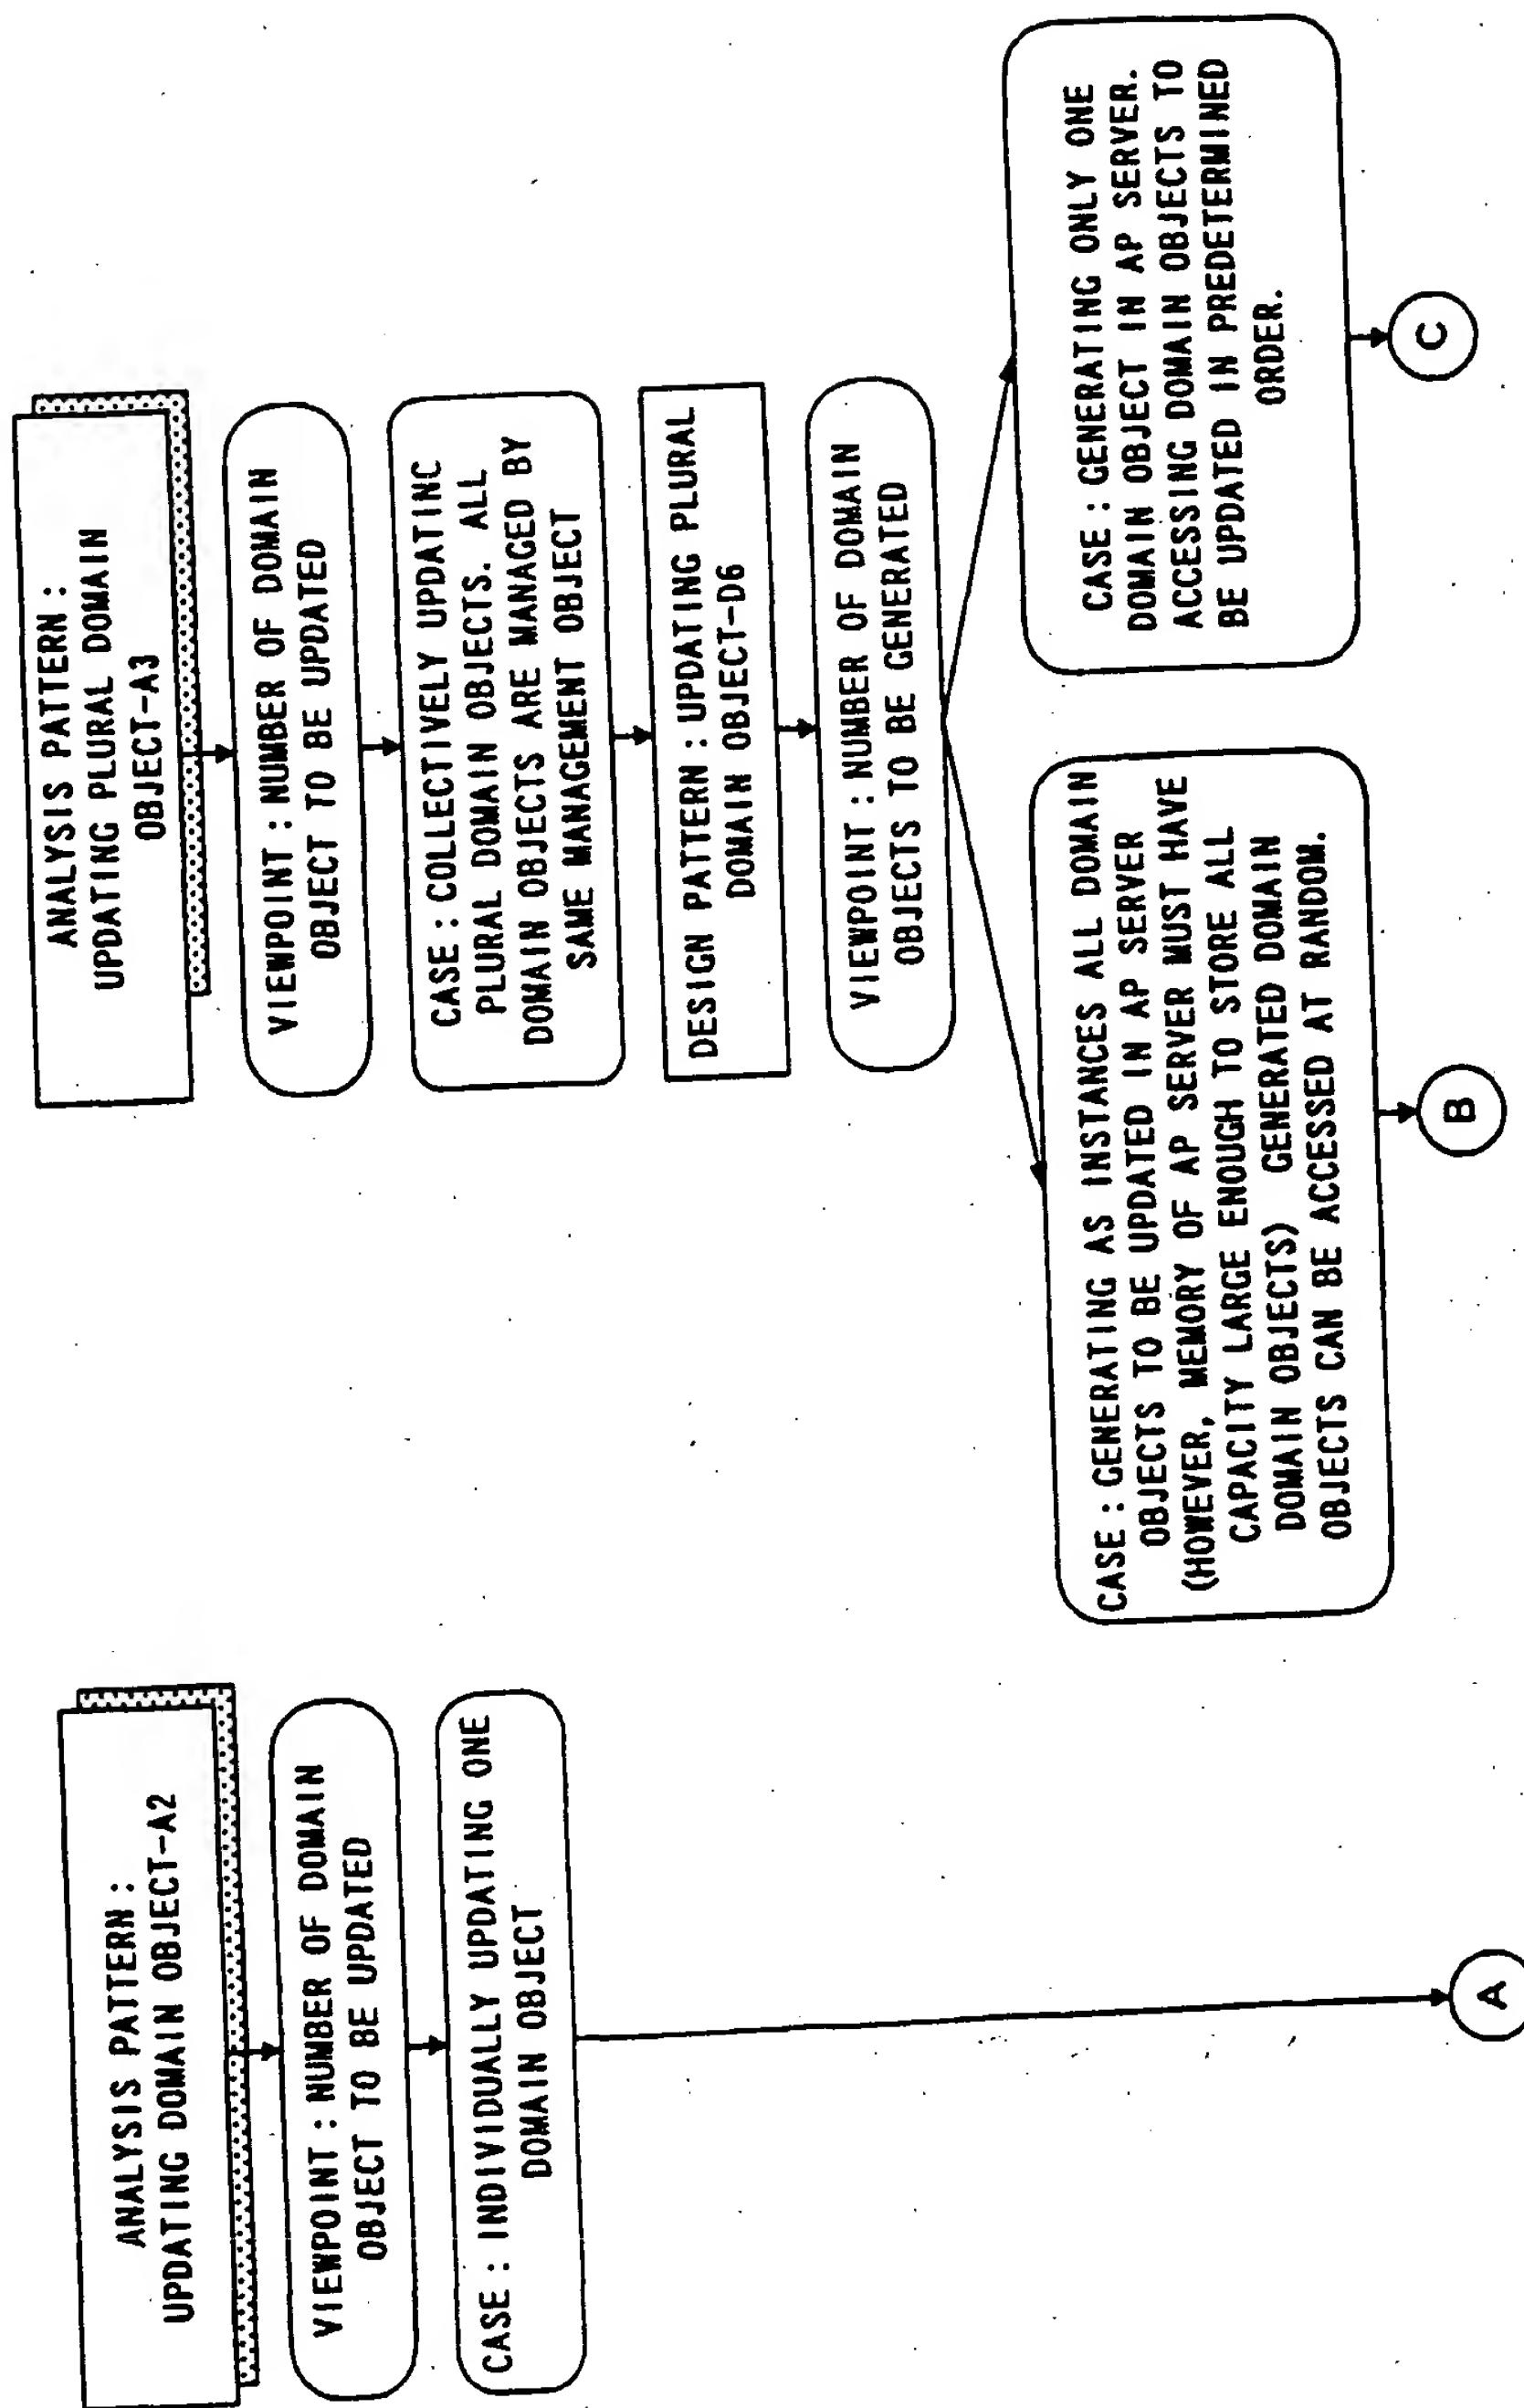 ANALYSIS PATTERN :
UPDATING DOMAIN OBJECT-A2
VIEWPOINT : NUMBER OF DOMAIN
OBJECT TO BE UPDATED
CASE : INDIVIDUALLY UPDATING ONE
DOMAIN OBJECT
A
ANALYSIS PATTERN :
UPDATING PLURAL DOMAIN
OBJECT-A3
VIEWPOINT : NUMBER OF DOMAIN
OBJECT TO BE UPDATED
CASE : COLLECTIVELY UPDATINC
PLURAL DOMAIN OBJECTS. ALL
DOMAIN OBJECTS ARE MANAGED BY
SAME MANAGEMENT OBJECT
DESIGN PATTERN : UPDATING PLURAL
DOMAIN OBJECT-D6
VIEWPOINT : NUMBER OF DOMAIN
OBJECTS TO BE GENERATED
CASE : GENERATING AS INSTANCES ALL DOMAIN
OBJECTS TO BE UPDATED IN AP SERVER
(HOWEVER, MEMORY OF AP SERVER MUST HAVE
CAPACITY LARGE ENOUGH TO STORE ALL
DOMAIN OBJECTS) GENERATED DOMAIN
OBJECTS CAN BE ACCESSED AT RANDOM.
B
CASE : GENERATING ONLY ONE
DOMAIN OBJECT IN AP SERVER.
ACCESSING DOMAIN OBJECTS TO
BE UPDATED IN PREDETERMINED
ORDER.
C